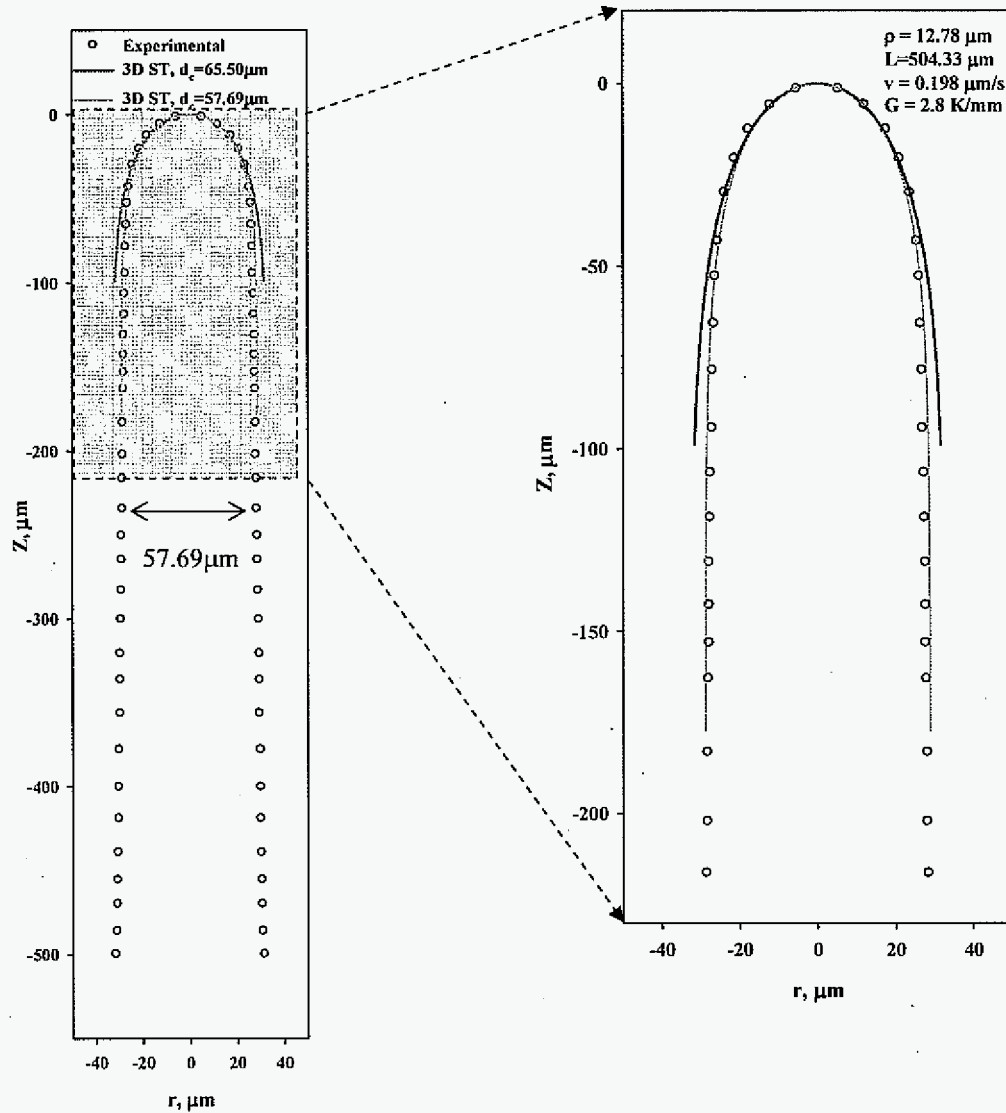 Experimental
3D ST, d_c=65.50μm
3D ST, d =57.69μm
0
-100
-200
-300
-400
-500
Z, μm
57.69μm
-40 -20 0 20 40
r, μm
ρ = 12.78 μm
L=504.33 μm
v = 0.198 μm/s
G = 2.8 K/mm
0
-50
-100
-150
-200
Z, μm
-40 -20 0 20 40
r, μm